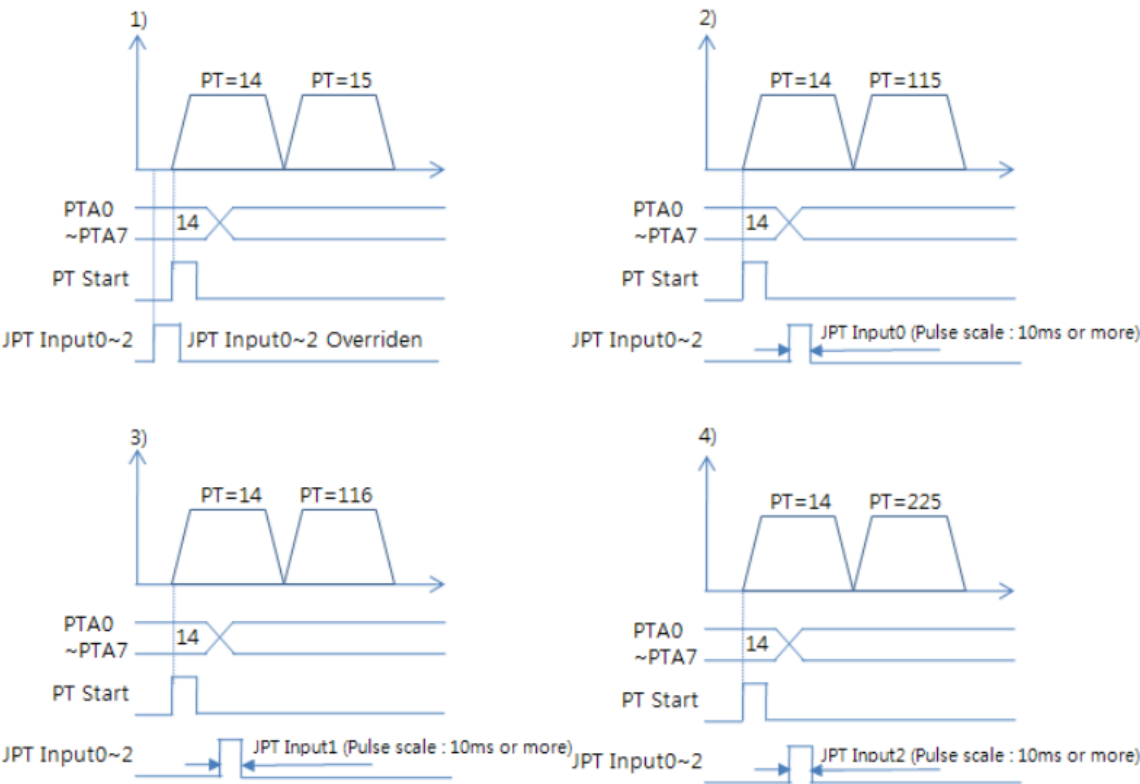 1)
PT=14 PT=15
PTA0
~PTA7
14
PT Start
JPT Input0~2
JPT Input0~2 Overriden
2)
PT=14 PT=115
PTA0
~PTA7
14
PT Start
JPT Input0~2
JPT Input0 (Pulse scale : 10ms or more)
3)
PT=14 PT=116
PTA0
~PTA7
14
PT Start
JPT Input0~2
JPT Input1 (Pulse scale : 10ms or more)
4)
PT=14 PT=225
PTA0
~PTA7
14
PT Start
JPT Input0~2
JPT Input2 (Pulse scale : 10ms or more)